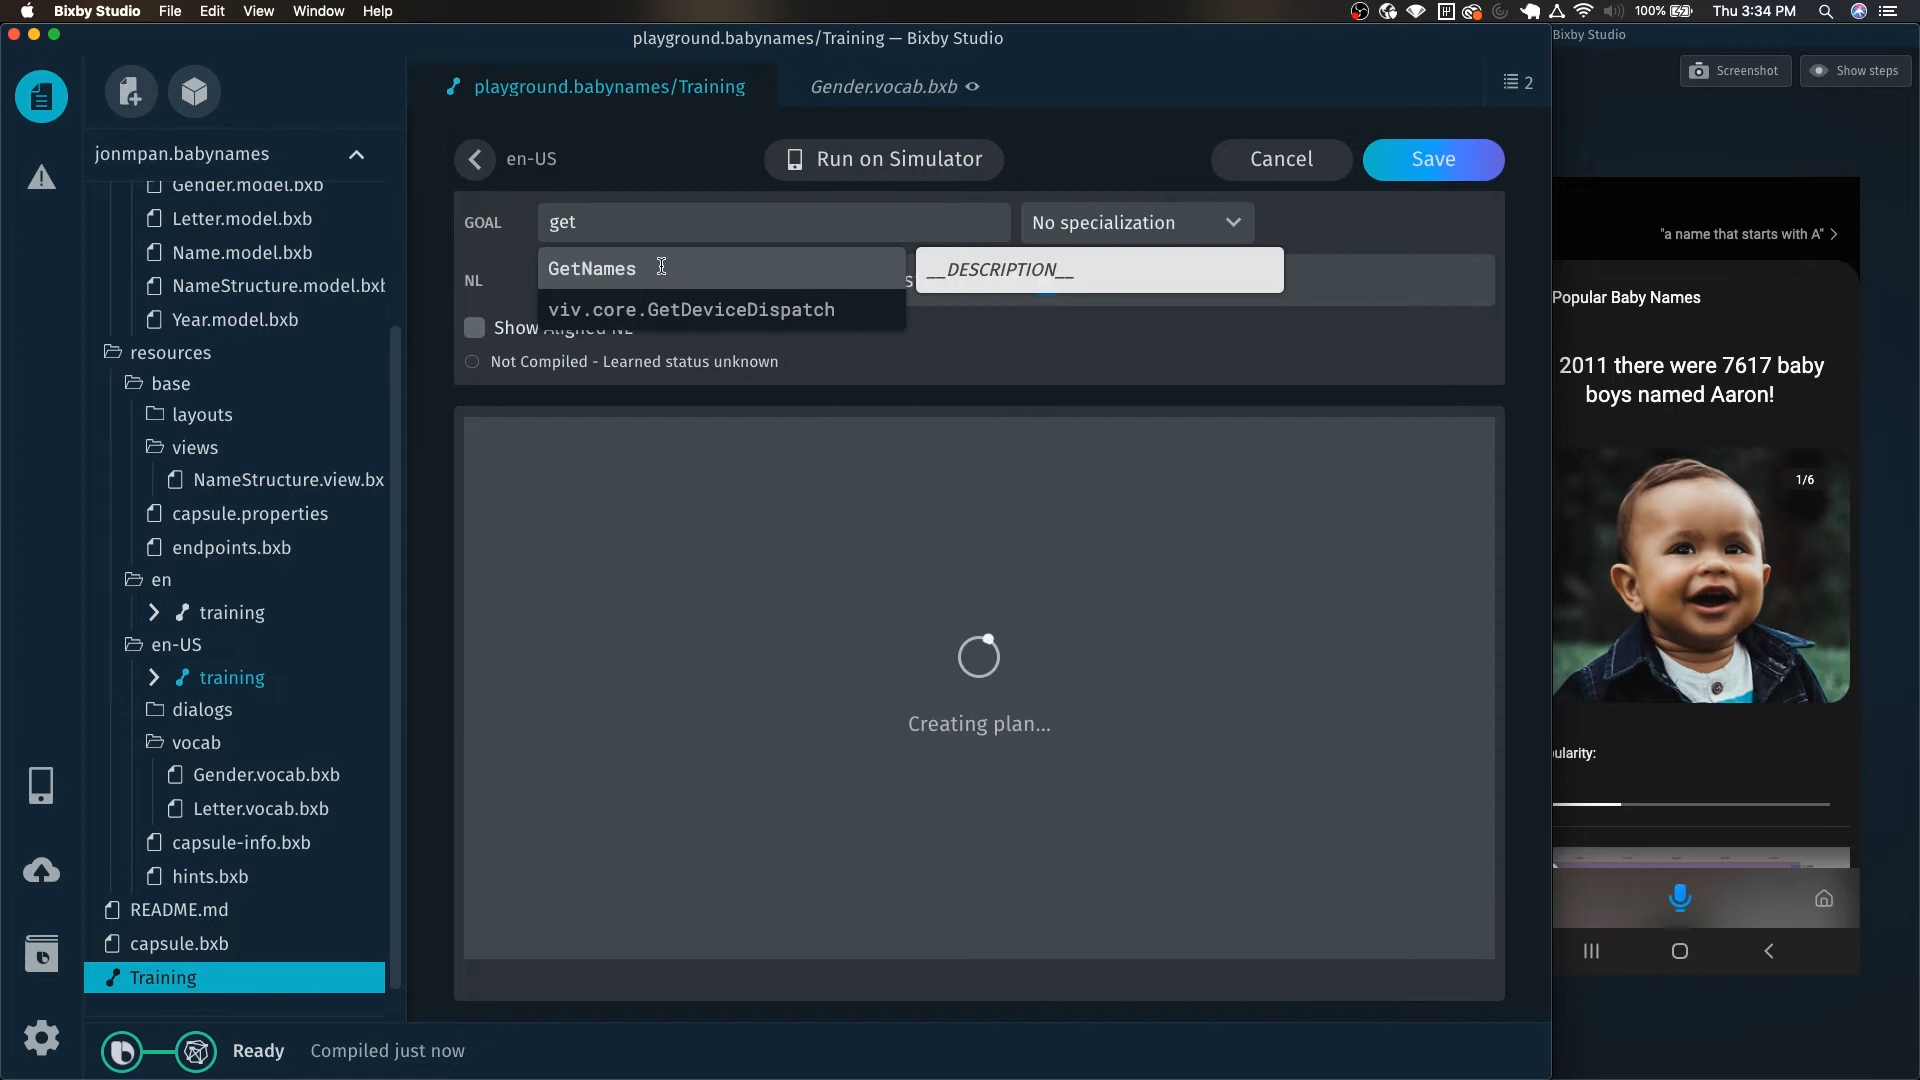 Bixby Studio File Edit View Window Help
100% Thu 3:34 PM
playground.babynames/Training — Bixby Studio
Bixby Studio
Screenshot
Show steps
playground.babynames/Training
Gender.vocab.bxb
2
jonmpan.babynames
Gender.model.bxb
Letter.model.bxb
Name.model.bxb
NameStructure.model.bxb
Year.model.bxb
resources
base
layouts
views
NameStructure.view.bx
capsule.properties
endpoints.bxb
en
training
en-US
training
dialogs
vocab
Gender.vocab.bxb
Letter.vocab.bxb
capsule-info.bxb
hints.bxb
README.md
capsule.bxb
Training
en-US
Run on Simulator
Cancel
Save
GOAL
get
No specialization
GetNames
__DESCRIPTION__
NL
viv.core.GetDeviceDispatch
Show Aligned NL
Not Compiled - Learned status unknown
Creating plan...
Ready
Compiled just now
"a name that starts with A"
Popular Baby Names
2011 there were 7617 baby
boys named Aaron!
1/6
ularity: